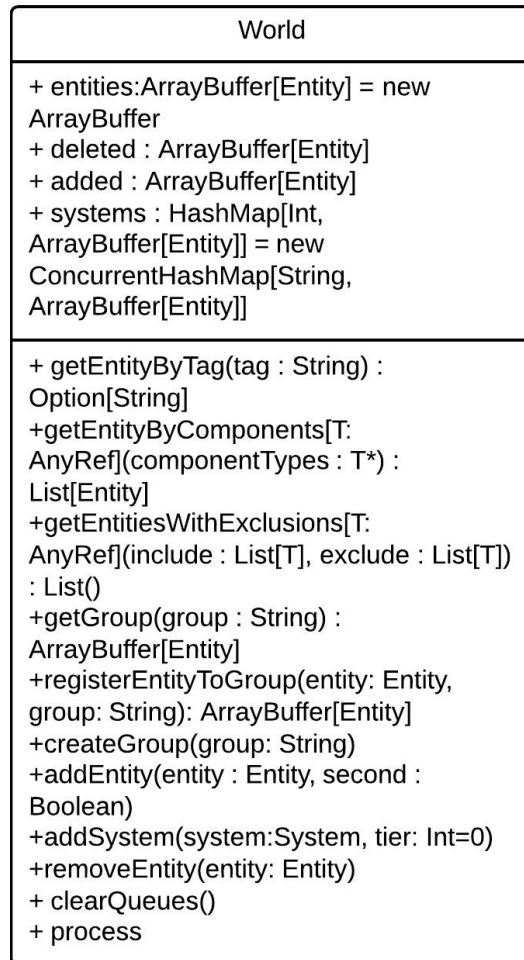 World
+ entities:ArrayBuffer[Entity] = new
ArrayBuffer
+ deleted : ArrayBuffer[Entity]
+ added : ArrayBuffer[Entity]
+ systems : HashMap[Int,
ArrayBuffer[Entity]] = new
ConcurrentHashMap[String,
ArrayBuffer[Entity]]
+ getEntityByTag(tag : String) :
Option[String]
+getEntityByComponents[T:
AnyRef](componentTypes : T*) :
List[Entity]
+getEntitiesWithExclusions[T:
AnyRef](include : List[T], exclude : List[T])
: List()
+getGroup(group : String) :
ArrayBuffer[Entity]
+registerEntityToGroup(entity: Entity,
group: String): ArrayBuffer[Entity]
+createGroup(group: String)
+addEntity(entity : Entity, second :
Boolean)
+addSystem(system:System, tier: Int=0)
+removeEntity(entity: Entity)
+ clearQueues()
+ process